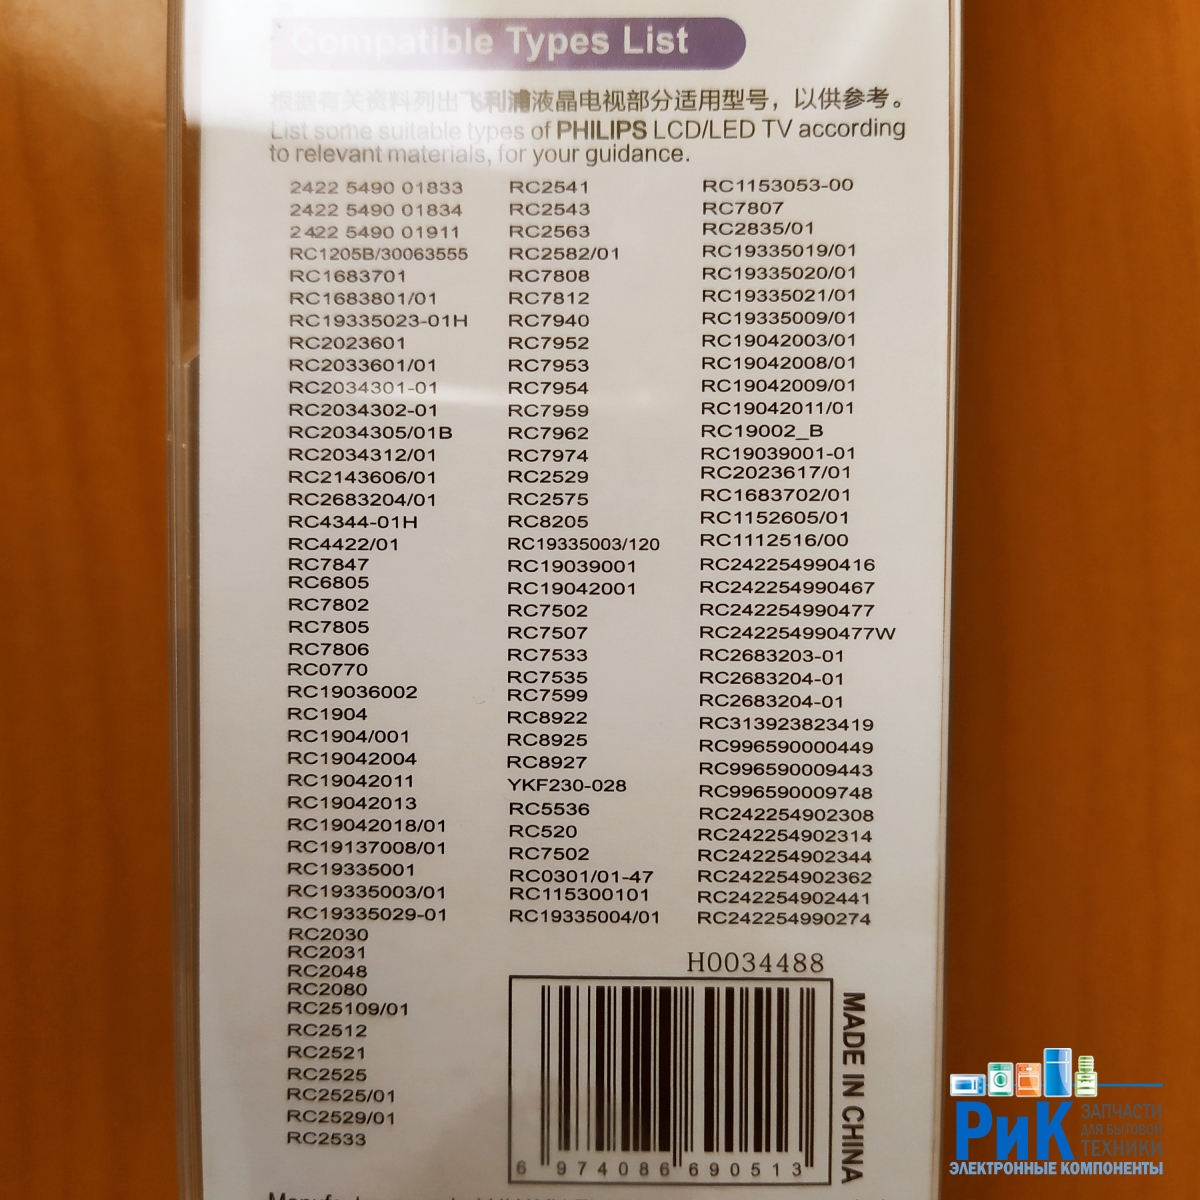 Compatible Types List
根据有关资料列出飞利浦液晶电视部分适用型号，以供参考。
List some suitable types of PHILIPS LCD/LED TV according
to relevant materials, for your guidance.
2422 5490 01833
2422 5490 01834
2422 5490 01911
RC1205B/30063555
RC1683701
RC1683801/01
RC19335023-01H
RC2023601
RC2033601/01
RC2034301-01
RC2034302-01
RC2034305/01B
RC2034312/01
RC2143606/01
RC2683204/01
RC4344-01H
RC4422/01
RC7847
RC6805
RC7802
RC7805
RC7806
RC0770
RC19036002
RC1904
RC1904/001
RC19042004
RC19042011
RC19042013
RC19042018/01
RC19137008/01
RC19335001
RC19335003/01
RC19335029-01
RC2030
RC2031
RC2048
RC2080
RC25109/01
RC2512
RC2521
RC2525
RC2525/01
RC2529/01
RC2533
RC2541
RC2543
RC2563
RC2582/01
RC7808
RC7812
RC7940
RC7952
RC7953
RC7954
RC7959
RC7962
RC7974
RC2529
RC2575
RC8205
RC19335003/120
RC19039001
RC19042001
RC7502
RC7507
RC7533
RC7535
RC7599
RC8922
RC8925
RC8927
YKF230-028
RC5536
RC520
RC7502
RC0301/01-47
RC115300101
RC19335004/01
RC1153053-00
RC7807
RC2835/01
RC19335019/01
RC19335020/01
RC19335021/01
RC19335009/01
RC19042003/01
RC19042008/01
RC19042009/01
RC19042011/01
RC19002_B
RC19039001-01
RC2023617/01
RC1683702/01
RC1152605/01
RC1112516/00
RC242254990416
RC242254990467
RC242254990477
RC242254990477W
RC2683203-01
RC2683204-01
RC2683204-01
RC313923823419
RC996590000449
RC996590009443
RC996590009748
RC242254902308
RC242254902314
RC242254902344
RC242254902362
RC242254902441
RC242254990274
H0034488
6 974086 690513
MADE IN CHINA
РиК
ЗАПЧАСТИ
ДЛЯ БЫТОВОЙ
ТЕХНИКИ
ЭЛЕКТРОННЫЕ КОМПОНЕНТЫ